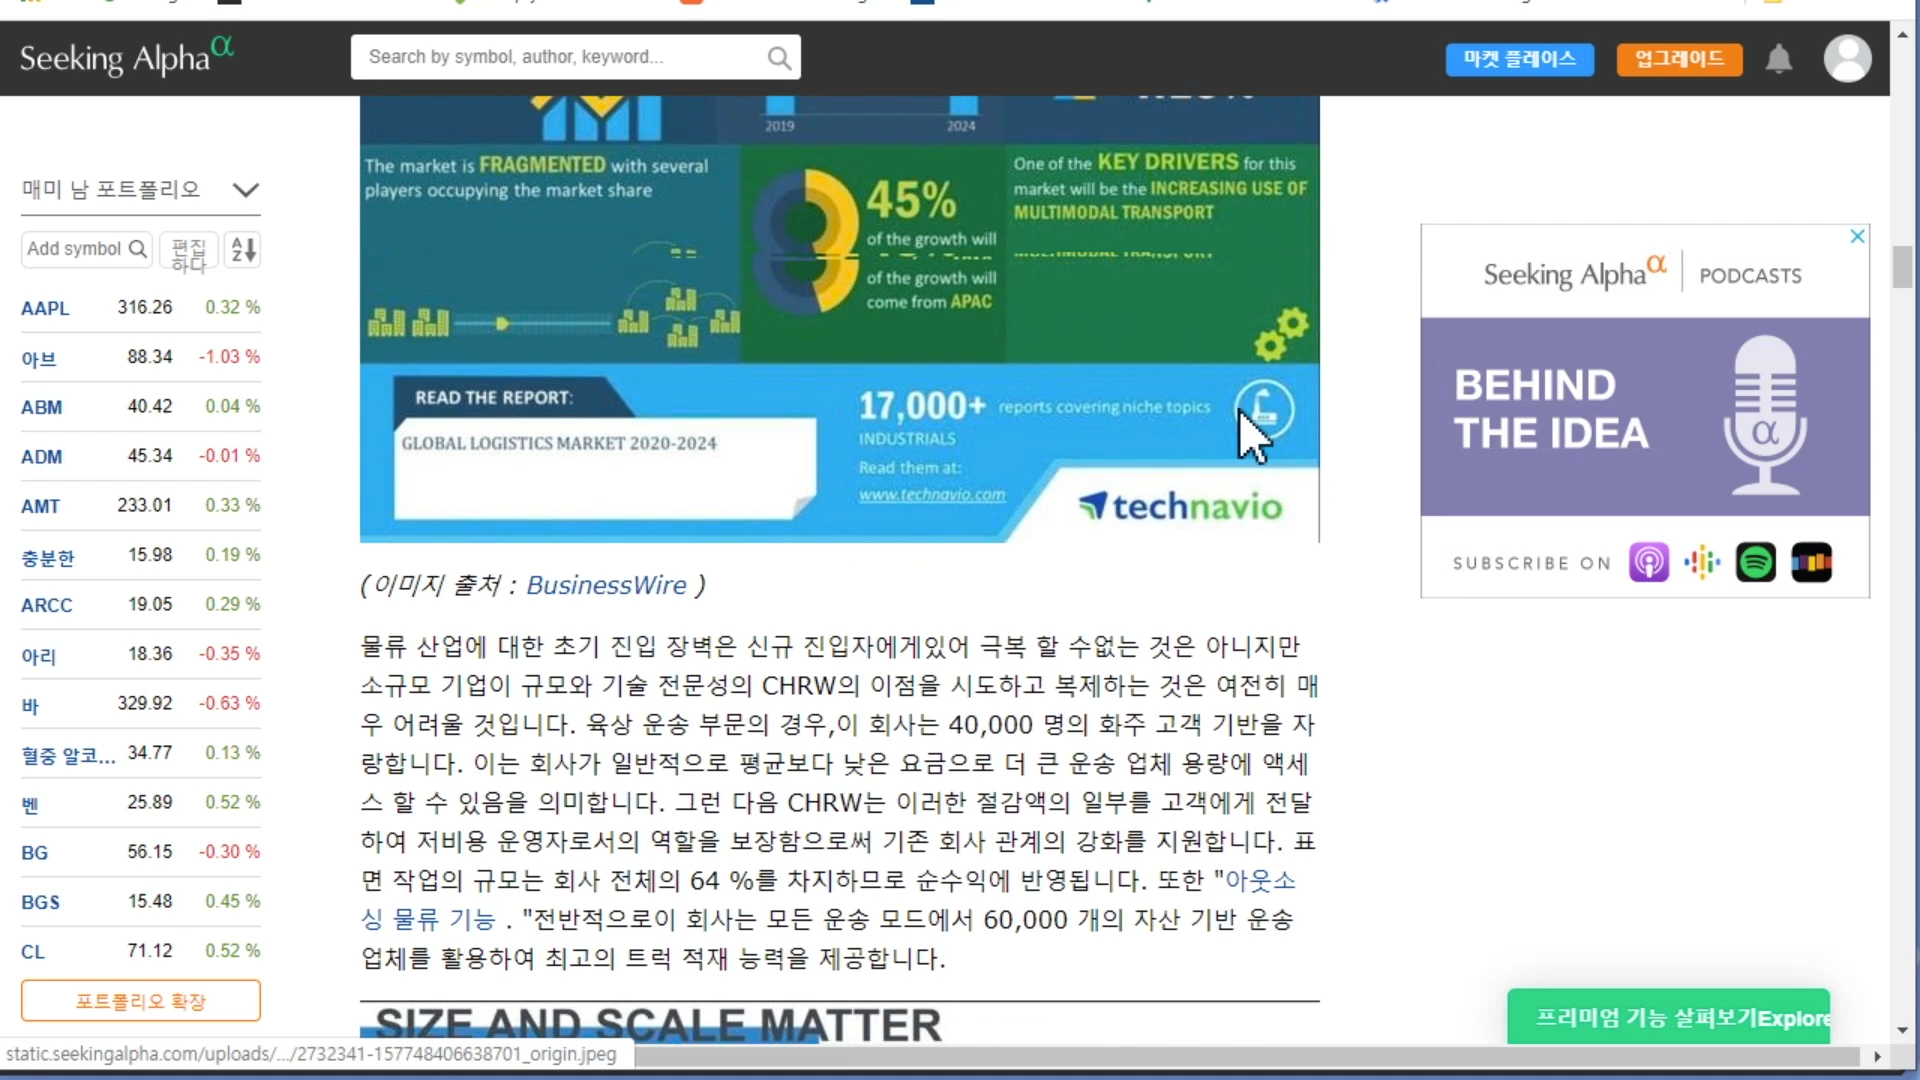 Seeking Alpha α
Search by symbol, author, keyword...
마켓 플레이스
업그레이드
매미 남 포트폴리오
Add symbol
편집
하다
A
Z
AAPL 316.26 0.32 %
아브 88.34 -1.03 %
ABM 40.42 0.04 %
ADM 45.34 -0.01 %
AMT 233.01 0.33 %
충분한 15.98 0.19 %
ARCC 19.05 0.29 %
아리 18.36 -0.35 %
바 329.92 -0.63 %
혈중 알코... 34.77 0.13 %
벤 25.89 0.52 %
BG 56.15 -0.30 %
BGS 15.48 0.45 %
CL 71.12 0.52 %
포트폴리오 확장
2019 2024
The market is FRAGMENTED with several
players occupying the market share
45%
of the growth will
of the growth will
come from APAC
One of the KEY DRIVERS for this
market will be the INCREASING USE OF
MULTIMODAL TRANSPORT
READ THE REPORT:
GLOBAL LOGISTICS MARKET 2020-2024
17,000+ reports covering niche topics
INDUSTRIALS
Read them at:
www.technavio.com
technavio
(이미지 출처 : BusinessWire )
물류 산업에 대한 초기 진입 장벽은 신규 진입자에게있어 극복 할 수없는 것은 아니지만
소규모 기업이 규모와 기술 전문성의 CHRW의 이점을 시도하고 복제하는 것은 여전히 매
우 어려울 것입니다. 육상 운송 부문의 경우,이 회사는 40,000 명의 화주 고객 기반을 자
랑합니다. 이는 회사가 일반적으로 평균보다 낮은 요금으로 더 큰 운송 업체 용량에 액세
스 할 수 있음을 의미합니다. 그런 다음 CHRW는 이러한 절감액의 일부를 고객에게 전달
하여 저비용 운영자로서의 역할을 보장함으로써 기존 회사 관계의 강화를 지원합니다. 표
면 작업의 규모는 회사 전체의 64 %를 차지하므로 순수익에 반영됩니다. 또한 "아웃소
싱 물류 기능 . "전반적으로이 회사는 모든 운송 모드에서 60,000 개의 자산 기반 운송
업체를 활용하여 최고의 트럭 적재 능력을 제공합니다.
SIZE AND SCALE MATTER
Seeking Alpha α PODCASTS
BEHIND
THE IDEA
α
SUBSCRIBE ON
프리미엄 기능 살펴보기Explore
static.seekingalpha.com/uploads/.../2732341-157748406638701_origin.jpeg